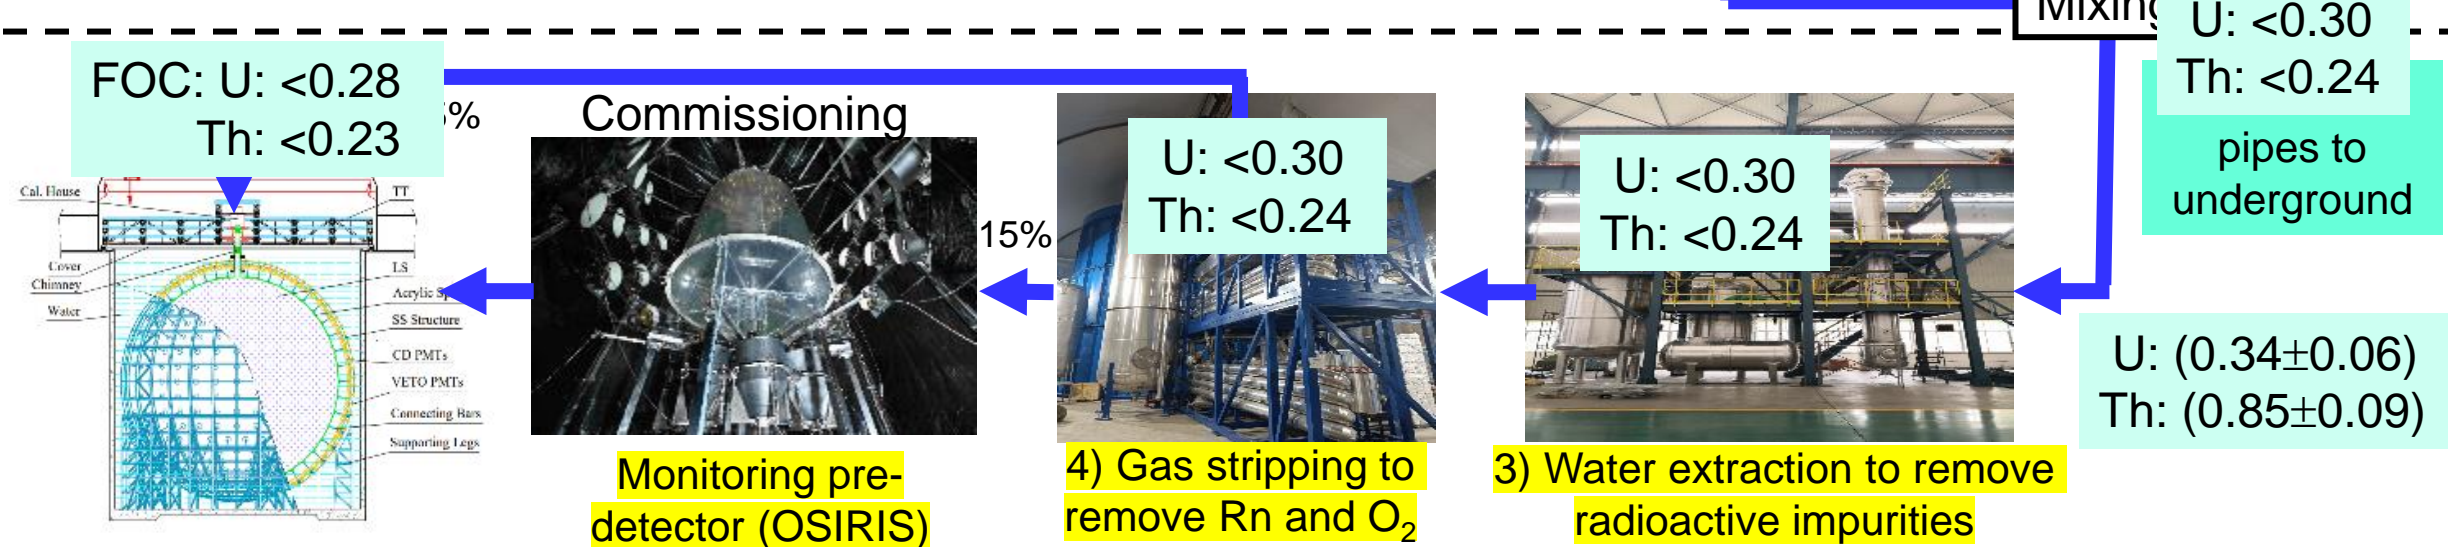 Mixing
U: <0.30
Th: <0.24
pipes to
underground
FOC: U: <0.28
Th: <0.23
%
Commissioning
U: <0.30
Th: <0.24
U: <0.30
Th: <0.24
15%
Cal. House
TT
Cover
Chimney
Water
LS
Acrylic
SS Structure
CD PMTs
VETO PMTs
Connecting Bars
Supporting Legs
U: (0.34±0.06)
Th: (0.85±0.09)
Monitoring pre-
detector (OSIRIS)
4) Gas stripping to
remove Rn and O₂
3) Water extraction to remove
radioactive impurities